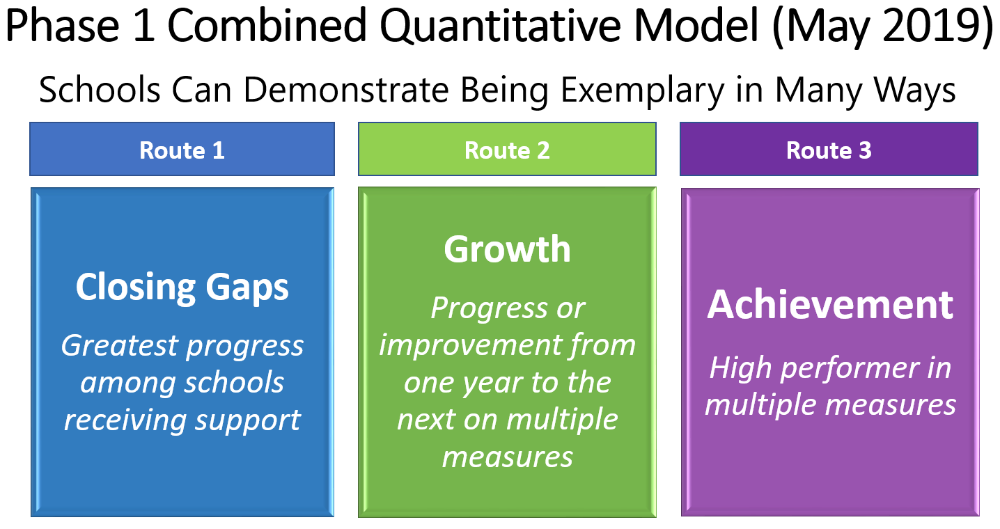 Phase 1 Combined Quantitative Model (May 2019)
Schools Can Demonstrate Being Exemplary in Many Ways
Route 1
Closing Gaps
Greatest progress
among schools
receiving support
Route 2
Growth
Progress or
improvement from
one year to the
next on multiple
measures
Route 3
Achievement
High performer in
multiple measures